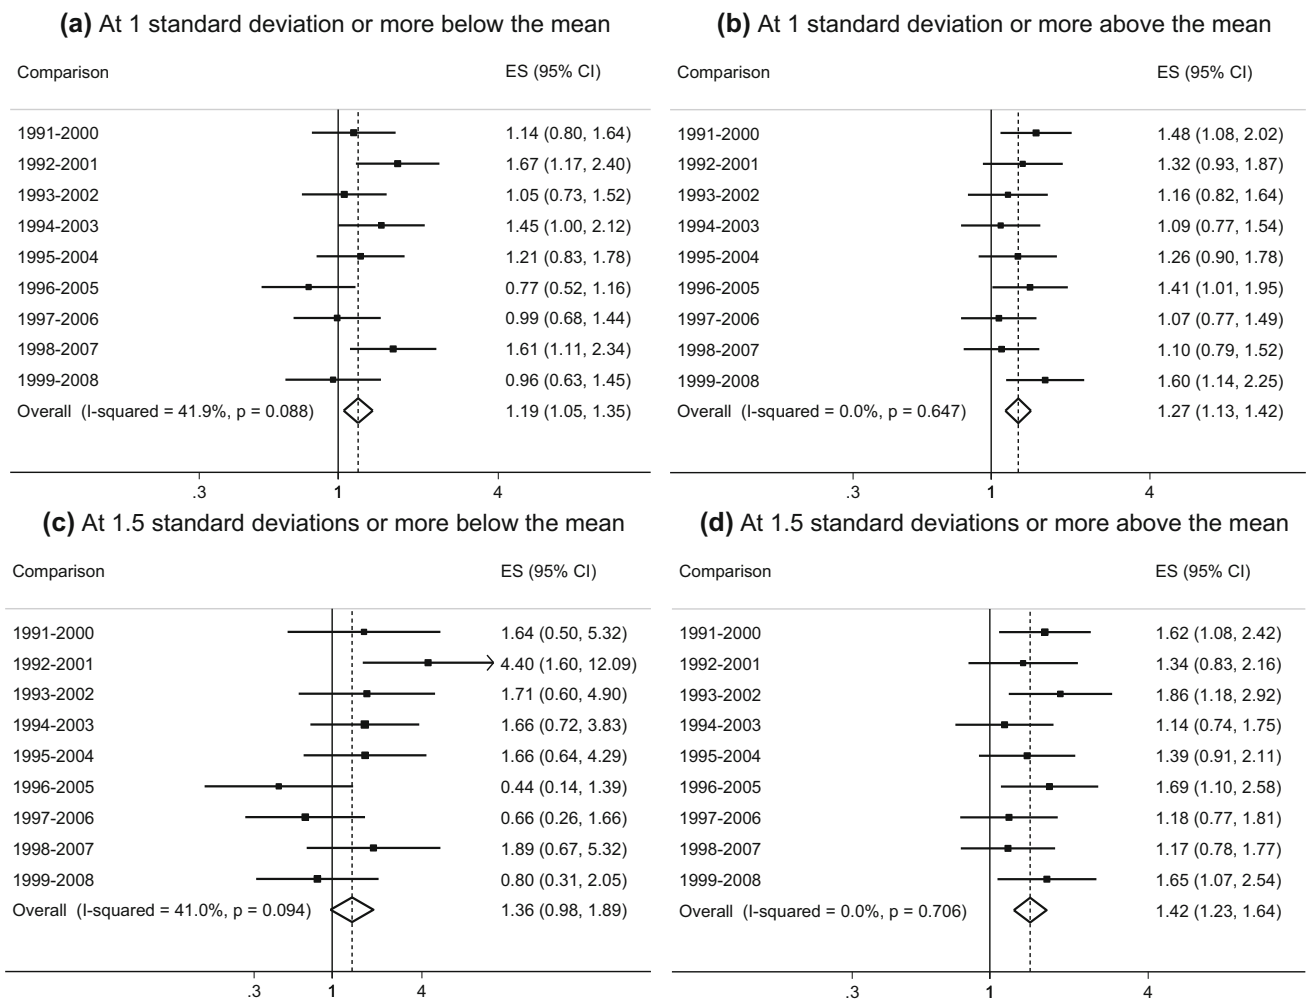 (a) At 1 standard deviation or more below the mean
Comparison ES (95% CI)
1991-2000 1.14 (0.80, 1.64)
1992-2001 1.67 (1.17, 2.40)
1993-2002 1.05 (0.73, 1.52)
1994-2003 1.45 (1.00, 2.12)
1995-2004 1.21 (0.83, 1.78)
1996-2005 0.77 (0.52, 1.16)
1997-2006 0.99 (0.68, 1.44)
1998-2007 1.61 (1.11, 2.34)
1999-2008 0.96 (0.63, 1.45)
Overall (I-squared = 41.9%, p = 0.088) 1.19 (1.05, 1.35)
.3 1 4
(b) At 1 standard deviation or more above the mean
Comparison ES (95% CI)
1991-2000 1.48 (1.08, 2.02)
1992-2001 1.32 (0.93, 1.87)
1993-2002 1.16 (0.82, 1.64)
1994-2003 1.09 (0.77, 1.54)
1995-2004 1.26 (0.90, 1.78)
1996-2005 1.41 (1.01, 1.95)
1997-2006 1.07 (0.77, 1.49)
1998-2007 1.10 (0.79, 1.52)
1999-2008 1.60 (1.14, 2.25)
Overall (I-squared = 0.0%, p = 0.647) 1.27 (1.13, 1.42)
.3 1 4
(c) At 1.5 standard deviations or more below the mean
Comparison ES (95% CI)
1991-2000 1.64 (0.50, 5.32)
1992-2001 4.40 (1.60, 12.09)
1993-2002 1.71 (0.60, 4.90)
1994-2003 1.66 (0.72, 3.83)
1995-2004 1.66 (0.64, 4.29)
1996-2005 0.44 (0.14, 1.39)
1997-2006 0.66 (0.26, 1.66)
1998-2007 1.89 (0.67, 5.32)
1999-2008 0.80 (0.31, 2.05)
Overall (I-squared = 41.0%, p = 0.094) 1.36 (0.98, 1.89)
.3 1 4
(d) At 1.5 standard deviations or more above the mean
Comparison ES (95% CI)
1991-2000 1.62 (1.08, 2.42)
1992-2001 1.34 (0.83, 2.16)
1993-2002 1.86 (1.18, 2.92)
1994-2003 1.14 (0.74, 1.75)
1995-2004 1.39 (0.91, 2.11)
1996-2005 1.69 (1.10, 2.58)
1997-2006 1.18 (0.77, 1.81)
1998-2007 1.17 (0.78, 1.77)
1999-2008 1.65 (1.07, 2.54)
Overall (I-squared = 0.0%, p = 0.706) 1.42 (1.23, 1.64)
.3 1 4